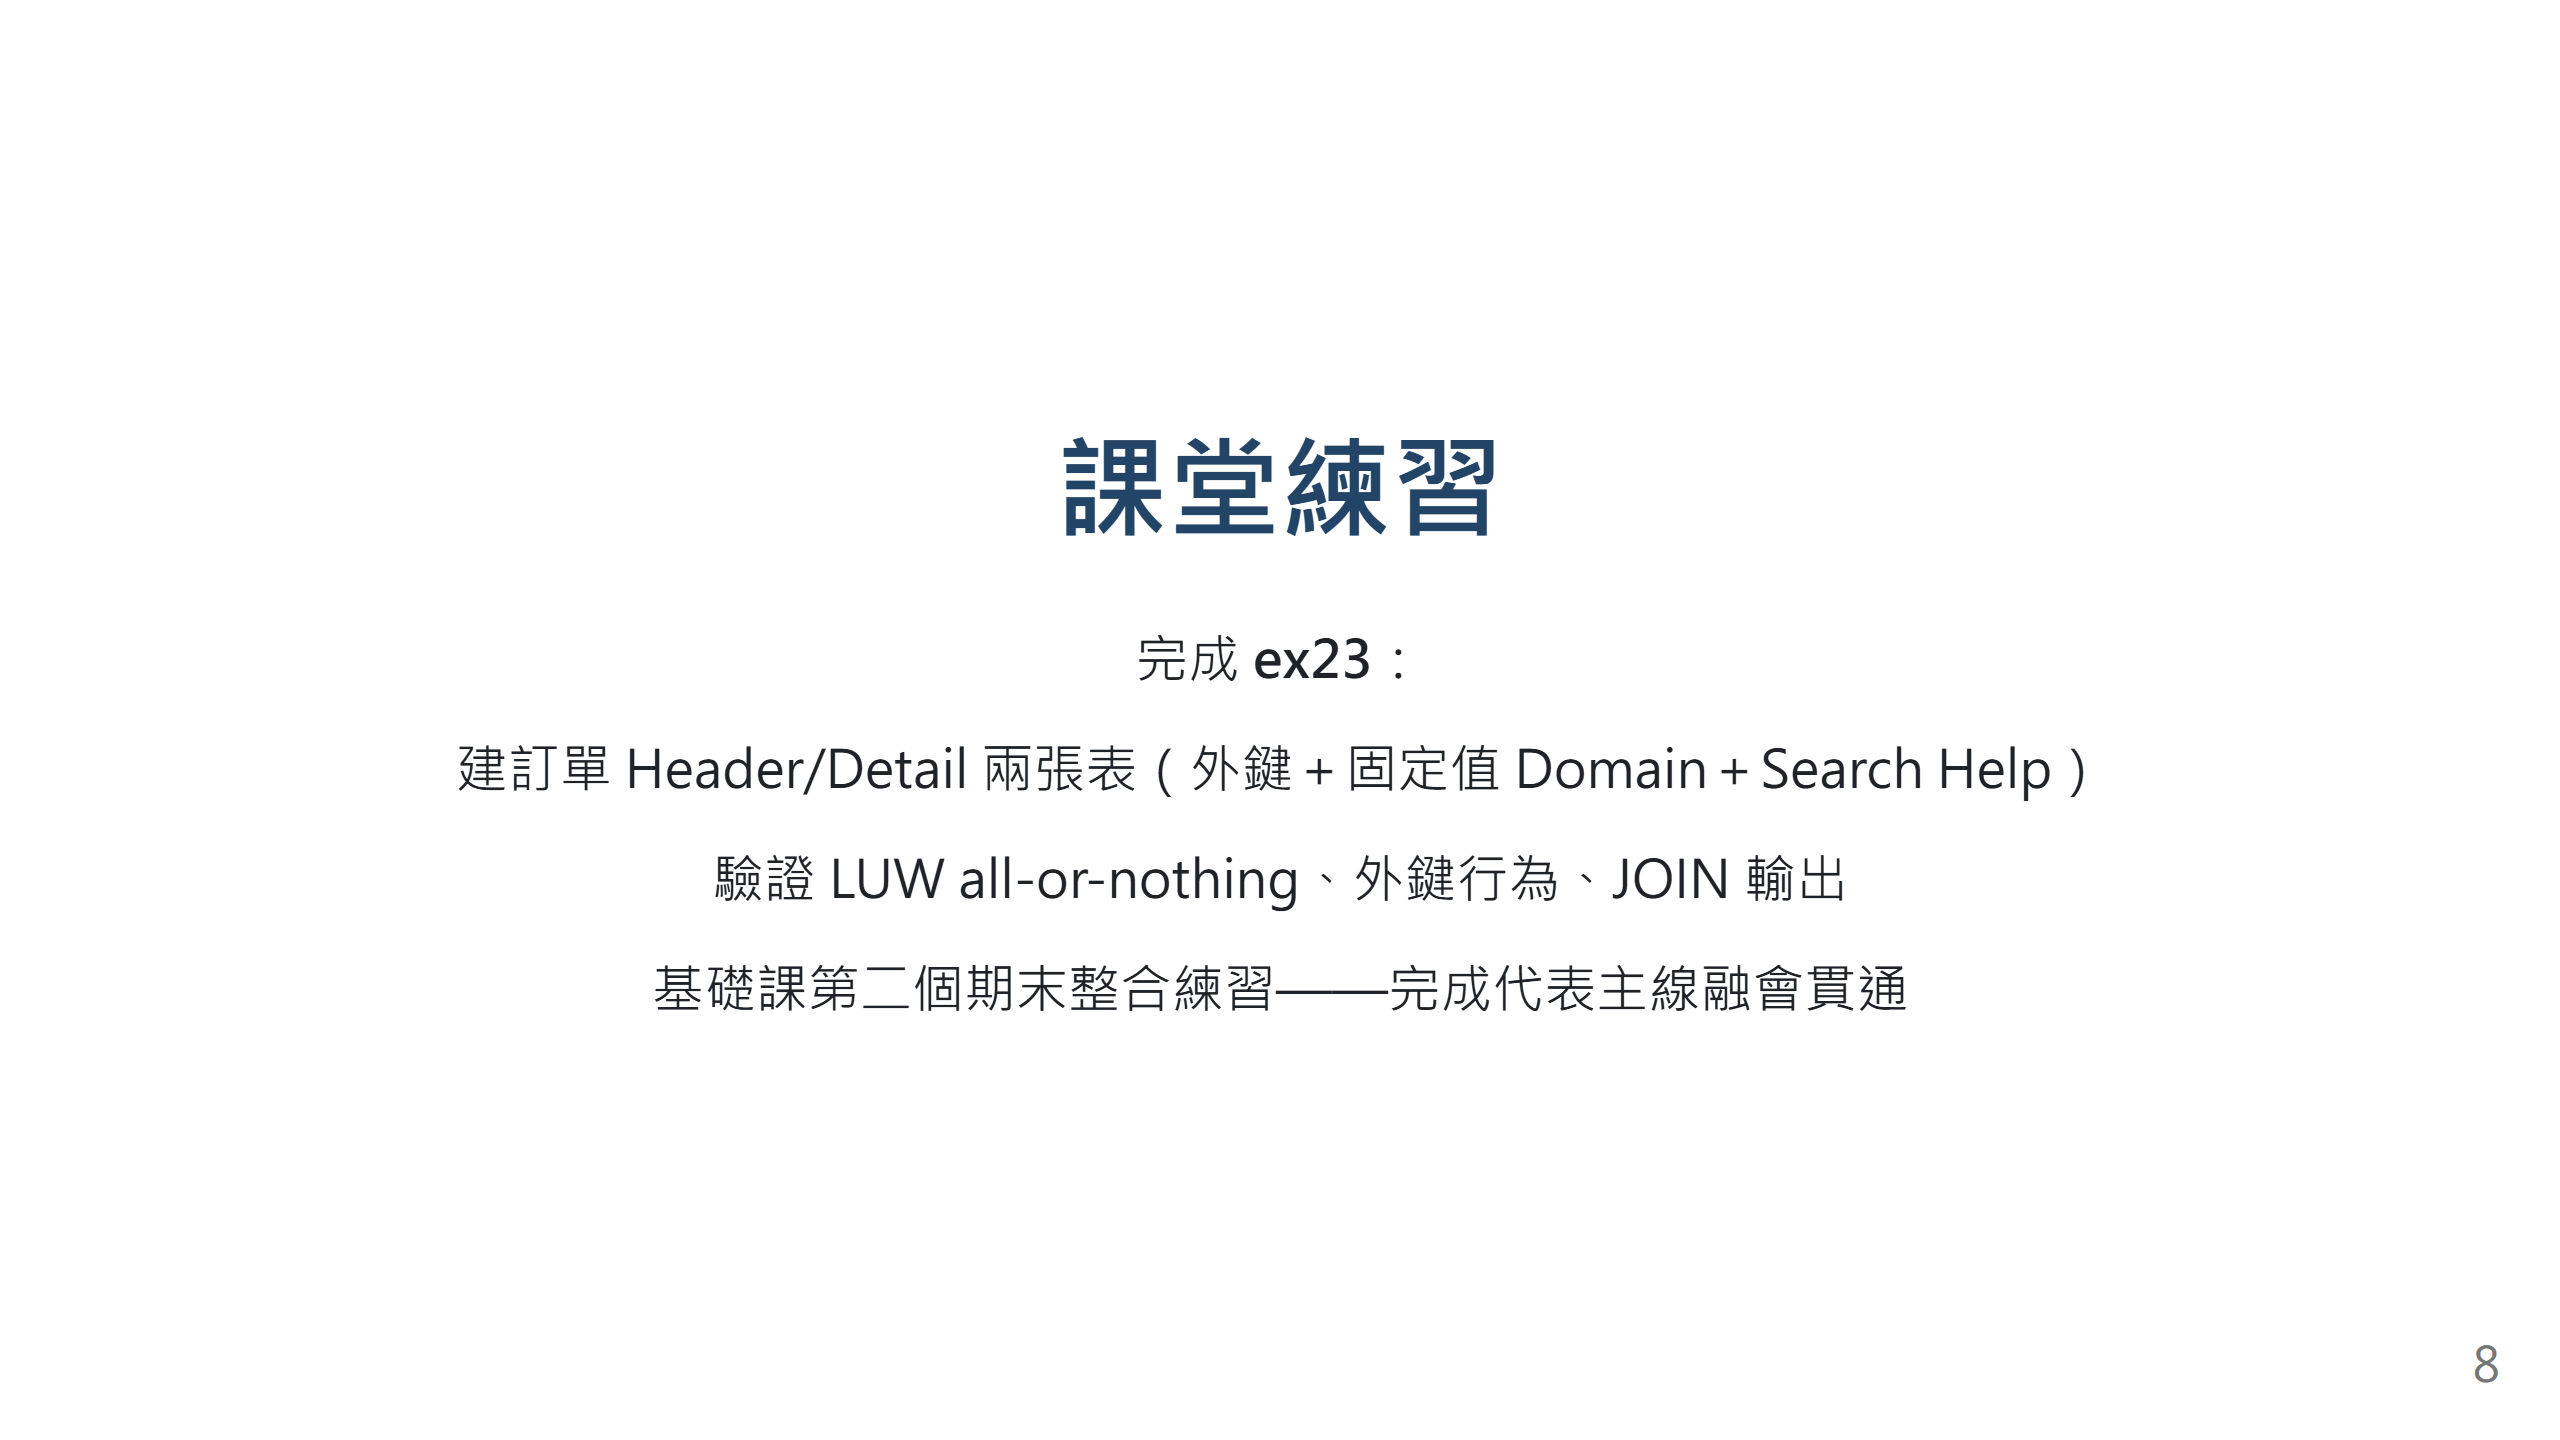 課堂練習
完成 ex23：
建訂單 Header/Detail 兩張表（外鍵 + 固定值 Domain + Search Help）
驗證 LUW all-or-nothing、外鍵行為、JOIN 輸出
基礎課第二個期末整合練習——完成代表主線融會貫通
8